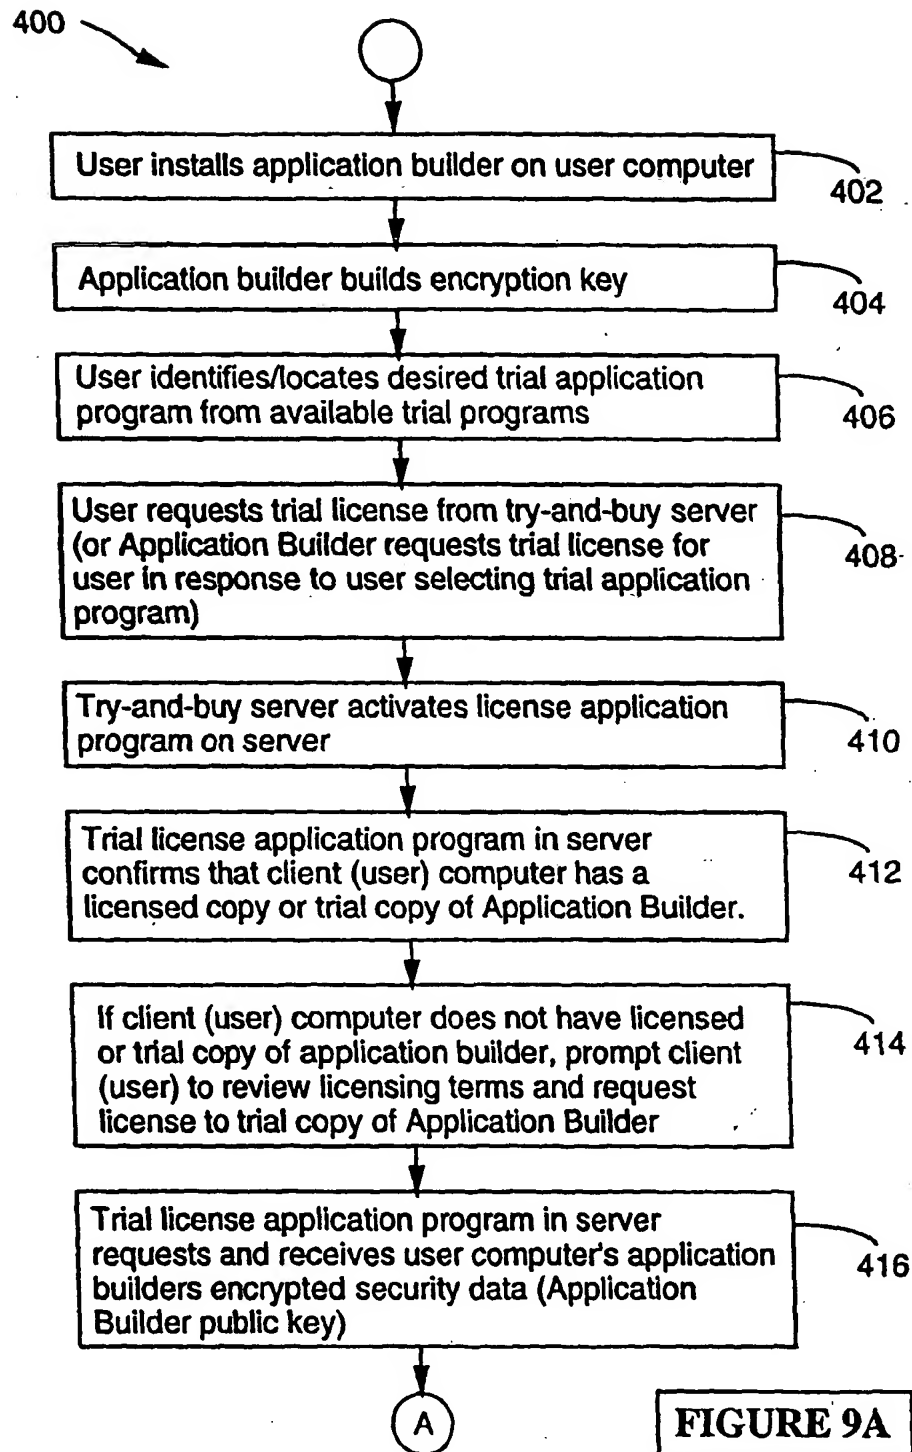 400
User installs application builder on user computer
402
Application builder builds encryption key
404
User identifies/locates desired trial application
program from available trial programs
406
User requests trial license from try-and-buy server
(or Application Builder requests trial license for
user in response to user selecting trial application
program)
408
Try-and-buy server activates license application
program on server
410
Trial license application program in server
confirms that client (user) computer has a
licensed copy or trial copy of Application Builder.
412
If client (user) computer does not have licensed
or trial copy of application builder, prompt client
(user) to review licensing terms and request
license to trial copy of Application Builder
414
Trial license application program in server
requests and receives user computer's application
builders encrypted security data (Application
Builder public key)
416
A
FIGURE 9A